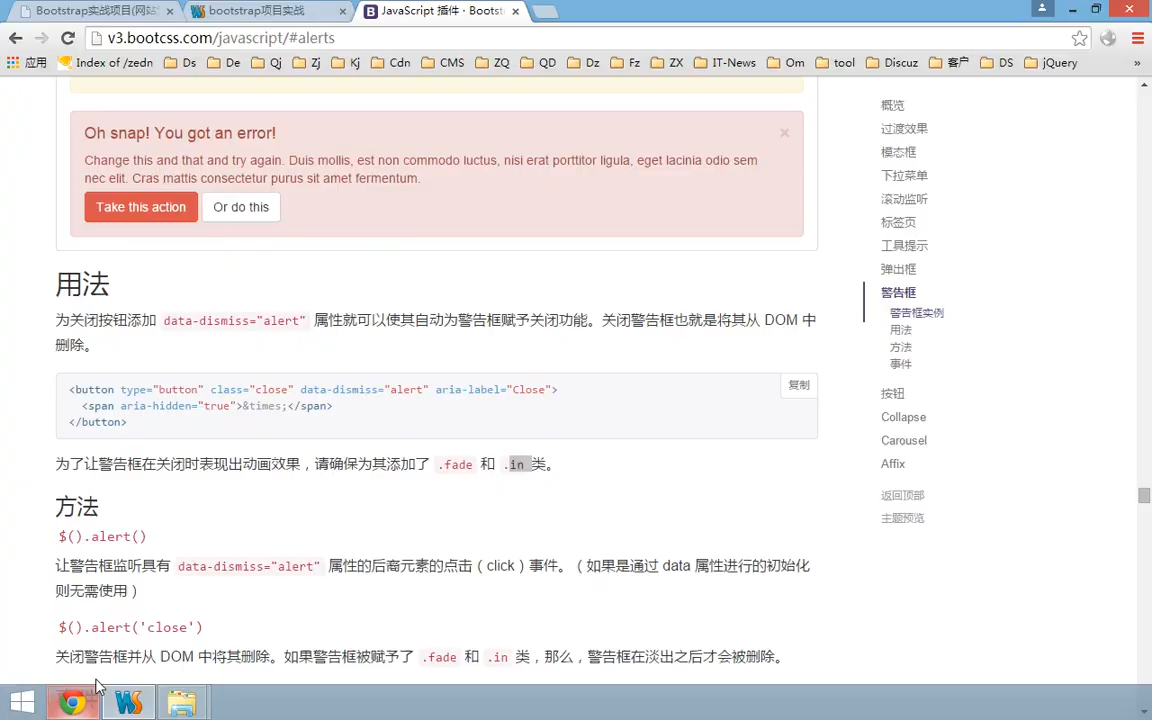 Bootstrap实战项目(网站
bootstrap项目实战
JavaScript 插件 · Bootst
v3.bootcss.com/javascript/#alerts
应用 Index of /zedn Ds De Qj Zj Kj Cdn CMS ZQ QD Dz Fz ZX IT-News Om tool Discuz 客户 DS jQuery »
Oh snap! You got an error! ×
Change this and that and try again. Duis mollis, est non commodo luctus, nisi erat porttitor ligula, eget lacinia odio sem
nec elit. Cras mattis consectetur purus sit amet fermentum.
Take this action Or do this
用法
为关闭按钮添加 data-dismiss="alert" 属性就可以使其自动为警告框赋予关闭功能。关闭警告框也就是将其从 DOM 中
删除。
复制
<button type="button" class="close" data-dismiss="alert" aria-label="Close">
<span aria-hidden="true">&times;</span>
</button>
为了让警告框在关闭时表现出动画效果，请确保为其添加了 .fade 和 .in 类。
方法
$().alert()
让警告框监听具有 data-dismiss="alert" 属性的后裔元素的点击（click）事件。（如果是通过 data 属性进行的初始化
则无需使用）
$().alert('close')
关闭警告框并从 DOM 中将其删除。如果警告框被赋予了 .fade 和 .in 类，那么，警告框在淡出之后才会被删除。
概览
过渡效果
模态框
下拉菜单
滚动监听
标签页
工具提示
弹出框
警告框
警告框实例
用法
方法
事件
按钮
Collapse
Carousel
Affix
返回顶部
主题预览